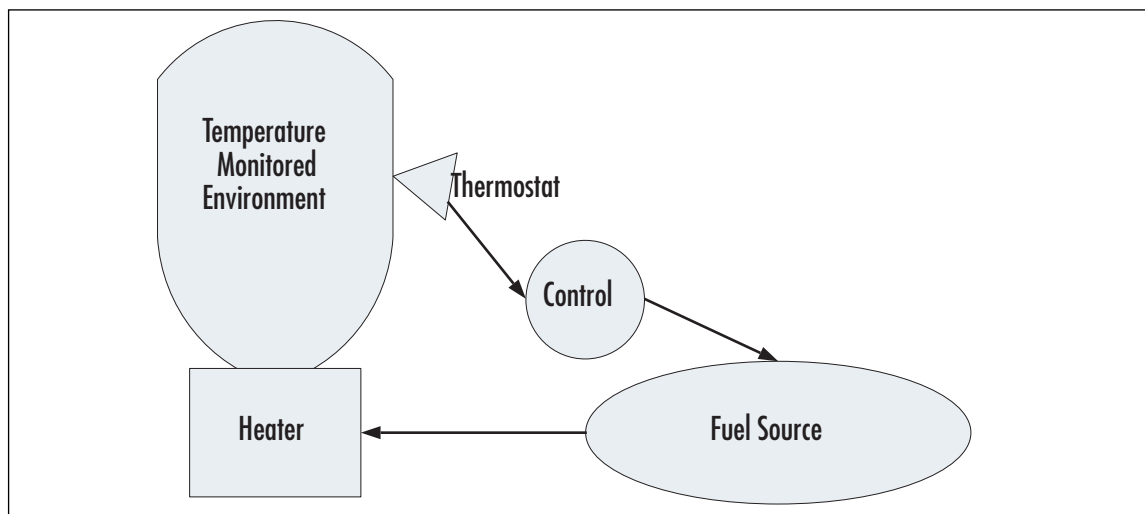 Temperature
Monitored
Environment
Thermostat
Control
Heater
Fuel Source